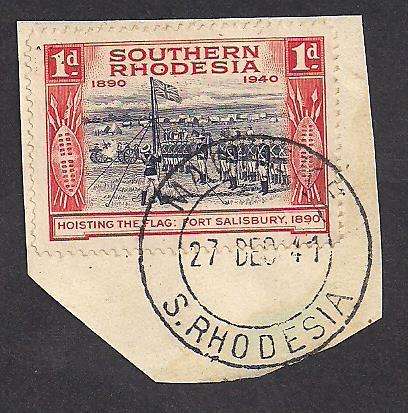 1d
SOUTHERN
RHODESIA
1d
1890 1940
HOISTING THE FLAG: FORT SALISBURY, 1890
27 DEC 41
S. RHODESIA